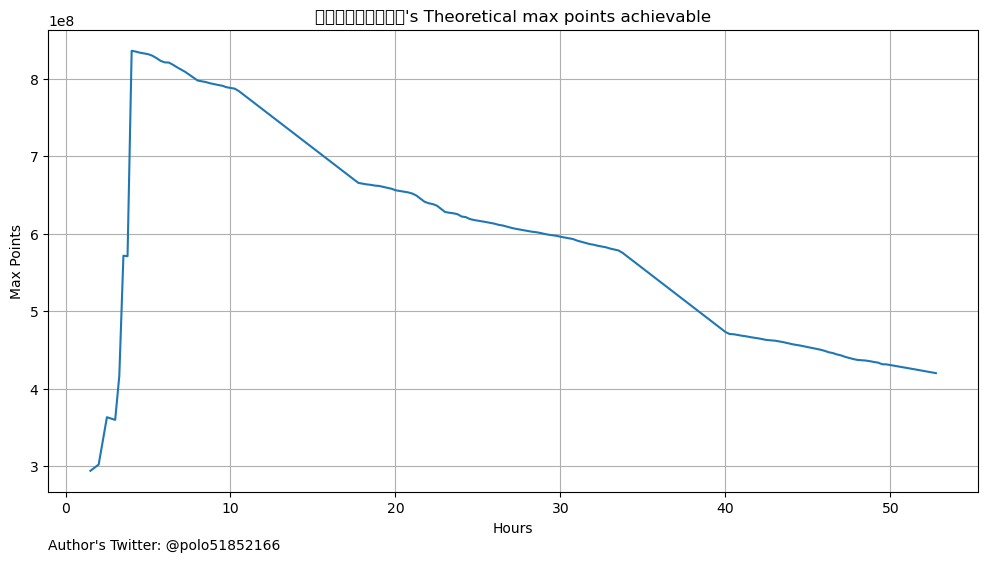 1e8
's Theoretical max points achievable
Max Points
8
7
6
5
4
3
0 10 20 30 40 50
Hours
Author's Twitter: @polo51852166